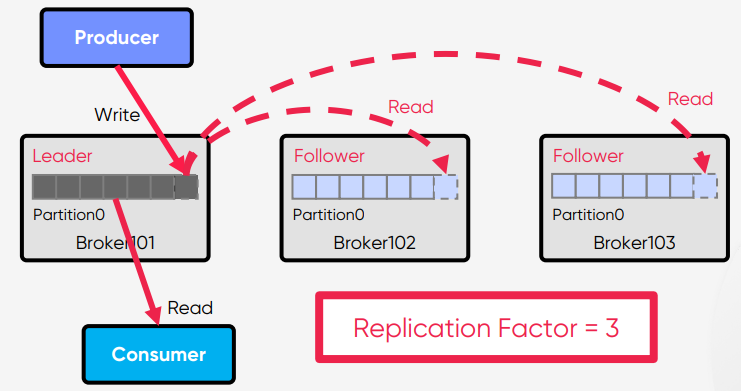 Producer
Write
Read
Read
Leader
Partition0
Broker101
Follower
Partition0
Broker102
Follower
Partition0
Broker103
Read
Consumer
Replication Factor = 3